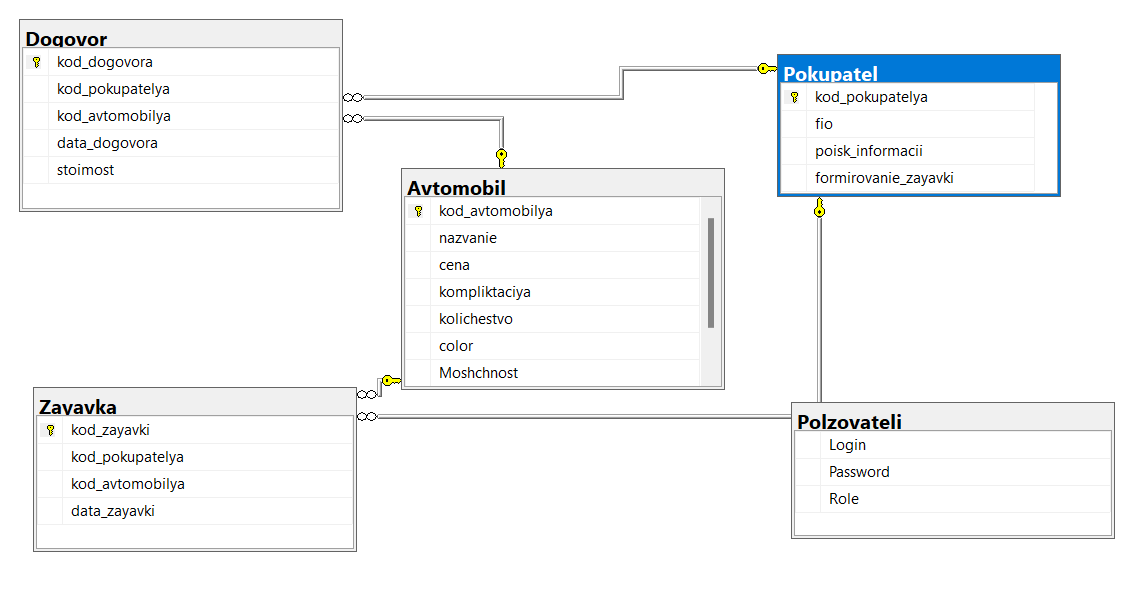 Dogovor
kod_dogovora
kod_pokupatelya
kod_avtomobilya
data_dogovora
stoimost
Pokupatel
kod_pokupatelya
fio
poisk_informacii
formirovanie_zayavki
Avtomobil
kod_avtomobilya
nazvanie
cena
kompliktaciya
kolichestvo
color
Moshchnost
Zayavka
kod_zayavki
kod_pokupatelya
kod_avtomobilya
data_zayavki
Polzovateli
Login
Password
Role